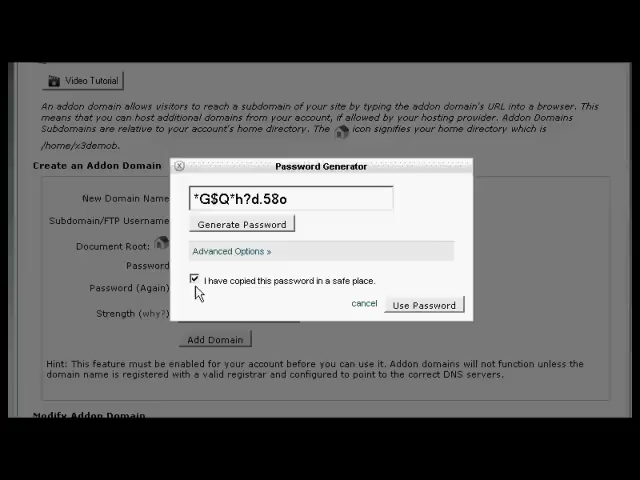 Video Tutorial
An addon domain allows visitors to reach a subdomain of your site by typing the addon domain's URL into a browser. This
means that you can host additional domains from your account, if allowed by your hosting provider. Addon Domains
Subdomains are relative to your account's home directory. The icon signifies your home directory which is
/home/x3demob.
Create an Addon Domain
Password Generator
New Domain Name
*G$Q*h?d.58o
Subdomain/FTP Username
Generate Password
Document Root:
Advanced Options »
Password
I have copied this password in a safe place.
Password (Again)
cancel
Use Password
Strength (why?)
Add Domain
Hint: This feature must be enabled for your account before you can use it. Addon domains will not function unless the
domain name is registered with a valid registrar and configured to point to the correct DNS servers.
Modify Addon Domain